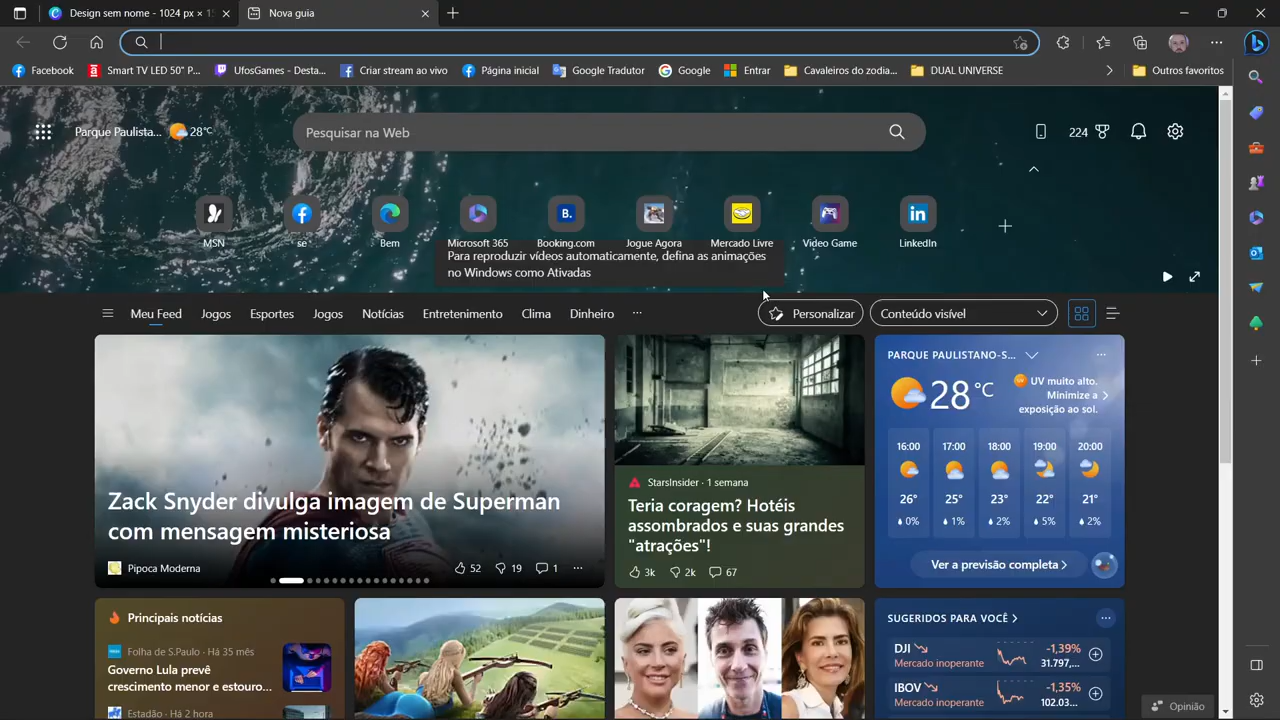 Design sem nome - 1024 px × 1
Nova guia
Facebook
Smart TV LED 50" P...
UfosGames - Desta...
Criar stream ao vivo
Página inicial
Google Tradutor
Google
Entrar
Cavaleiros do zodia...
DUAL UNIVERSE
Outros favoritos
Parque Paulista...
28°C
Pesquisar na Web
224
MSN
se
Bem
Microsoft 365
Booking.com
Jogue Agora
Mercado Livre
Video Game
LinkedIn
Para reproduzir vídeos automaticamente, defina as animações
no Windows como Ativadas
Meu Feed
Jogos
Esportes
Jogos
Notícias
Entretenimento
Clima
Dinheiro
Personalizar
Conteúdo visível
Zack Snyder divulga imagem de Superman
com mensagem misteriosa
Pipoca Moderna
52
19
1
StarsInsider · 1 semana
Teria coragem? Hotéis
assombrados e suas grandes
"atrações"!
3k
2k
67
PARQUE PAULISTANO-S...
28 °C
UV muito alto.
Minimize a
exposição ao sol.
16:00 17:00 18:00 19:00 20:00
26° 25° 23° 22° 21°
0% 1% 2% 5% 2%
Ver a previsão completa
Principais notícias
Folha de S.Paulo · Há 35 mês
Governo Lula prevê
crescimento menor e estouro...
Estadão · Há 2 hora
SUGERIDOS PARA VOCÊ
DJI
-1,39%
Mercado inoperante
31.797,...
IBOV
-1,35%
Mercado inoperante
102.03...
Opinião